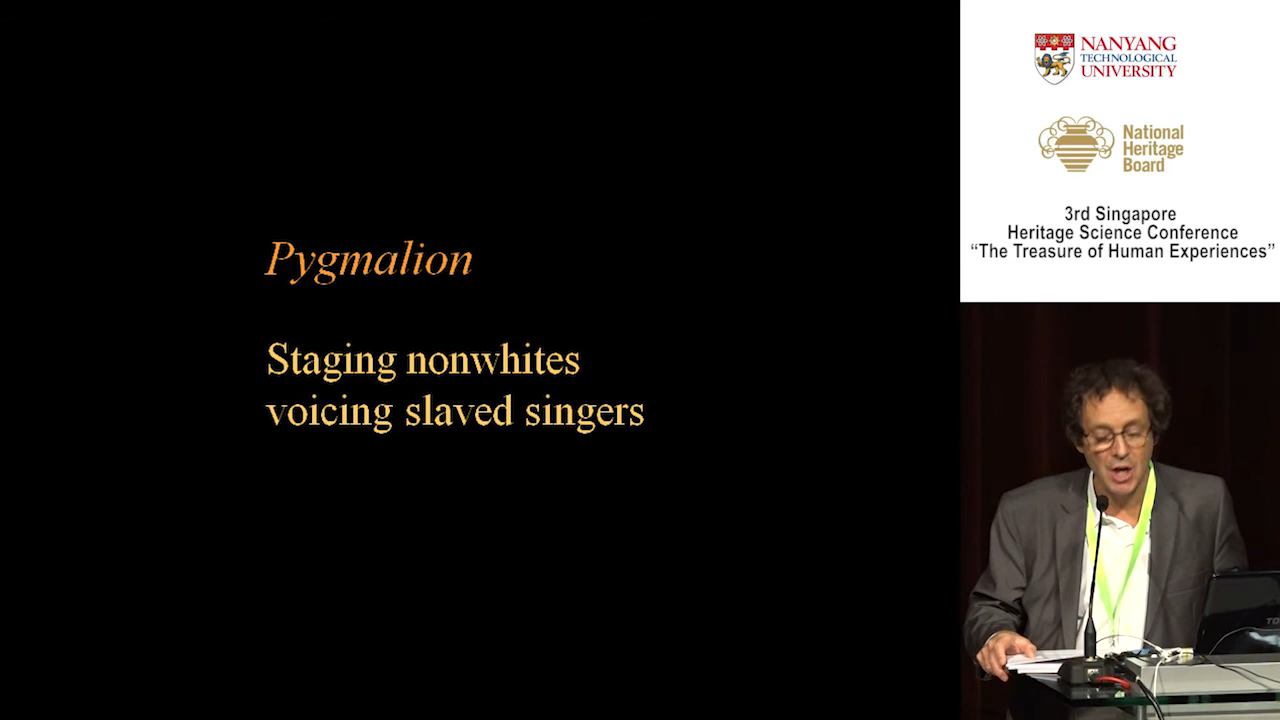 Pygmalion
Staging nonwhites
voicing slaved singers
NANYANG
TECHNOLOGICAL
UNIVERSITY
National
Heritage
Board
3rd Singapore
Heritage Science Conference
“The Treasure of Human Experiences”